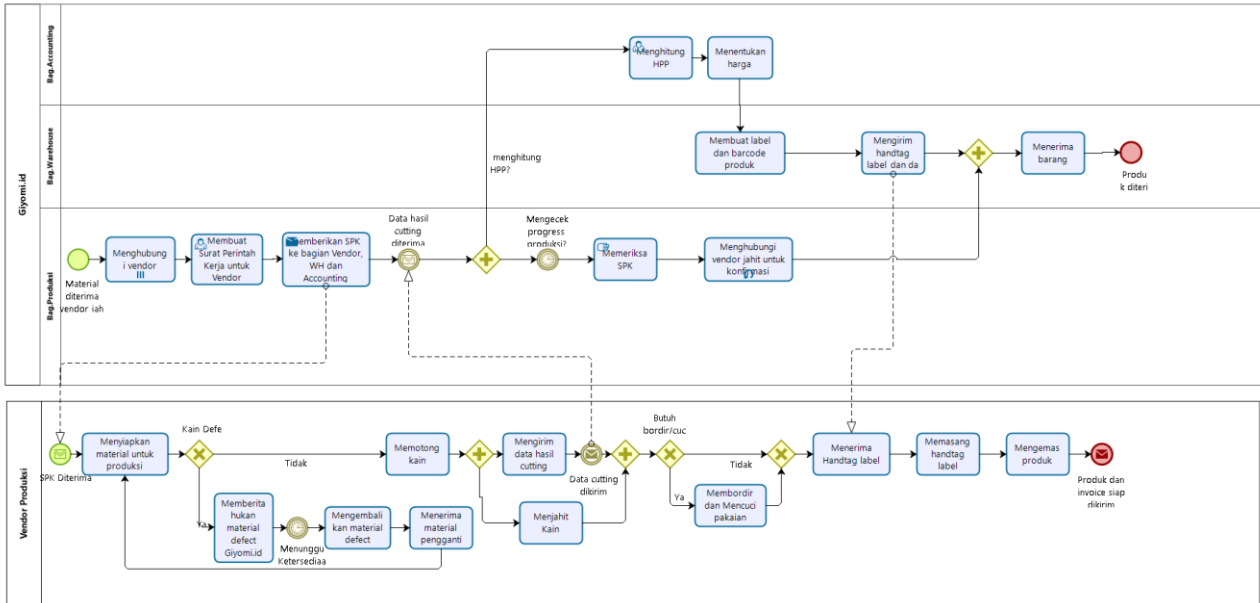 Giyomi.id
Bag.Accounting
Menghitung
HPP
Menentukan
harga
Bag.Warehouse
menghitung
HPP?
Membuat label
dan barcode
produk
Mengirim
handtag
label dan da
Menerima
barang
Produ
k diteri
Bag.Produksi
Material
diterima
vendor jah
Menghubung
i vendor
Membuat
Surat Perintah
Kerja untuk
Vendor
emberikan SPK
ke bagian Vendor,
WH dan
Accounting
Data hasil
cutting
diterima
Mengecek
progress
produksi?
Memeriksa
SPK
Menghubungi
vendor jahit untuk
konfirmasi
Vendor Produksi
SPK Diterima
Menyiapkan
material untuk
produksi
Kain Defe
Tidak
Ya
Memberita
hukan
material
defect
Giyomi.id
Menunggu
Ketersediaa
Mengembali
kan material
defect
Menerima
material
pengganti
Memotong
kain
Mengirim
data hasil
cutting
Data cutting
dikirim
Menjahit
Kain
Butuh
bordir/cuc
Tidak
Ya
Membordir
dan Mencuci
pakaian
Menerima
Handtag label
Memasang
handtag
label
Mengemas
produk
Produk dan
invoice siap
dikirim